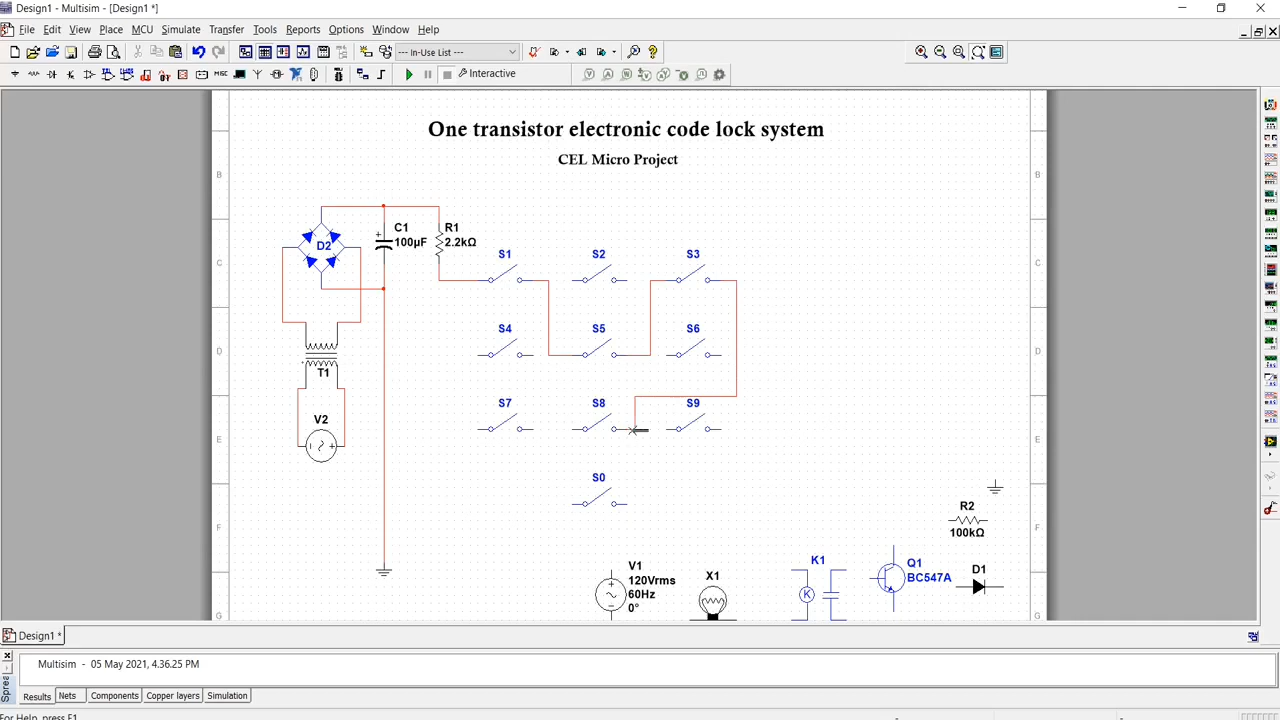 Design1 - Multisim - [Design1 *]
File Edit View Place MCU Simulate Transfer Tools Reports Options Window Help
--- In-Use List ---
Interactive
One transistor electronic code lock system
CEL Micro Project
B
B
C1
100µF
R1
2.2kΩ
D2
S1
S2
S3
C
C
S4
S5
S6
D
D
T1
V2
S7
S8
S9
E
E
S0
R2
100kΩ
F
F
V1
120Vrms
60Hz
0°
X1
K1
K
Q1
BC547A
D1
G
G
Design1 *
Multisim - 05 May 2021, 4.36.25 PM
Sprea
Results Nets Components Copper layers Simulation
For Help, press F1